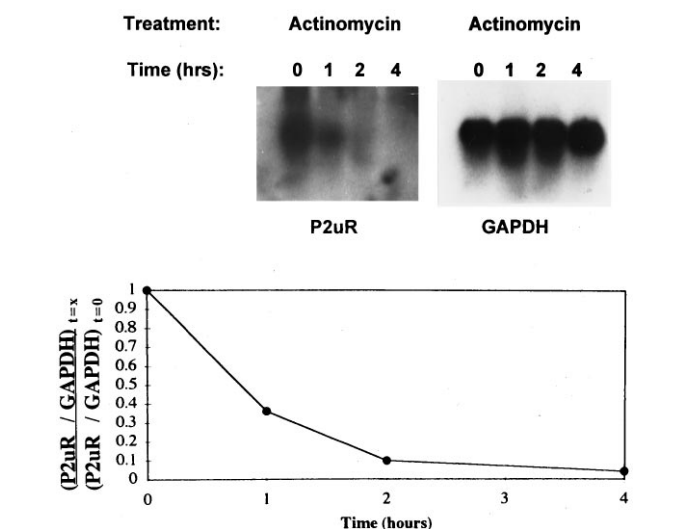 Treatment: Actinomycin Actinomycin
Time (hrs): 0 1 2 4 0 1 2 4
P2uR GAPDH
(P2uR / GAPDH) t=x
(P2uR / GAPDH) t=0
1
0.9
0.8
0.7
0.6
0.5
0.4
0.3
0.2
0.1
0
0 1 2 3 4
Time (hours)